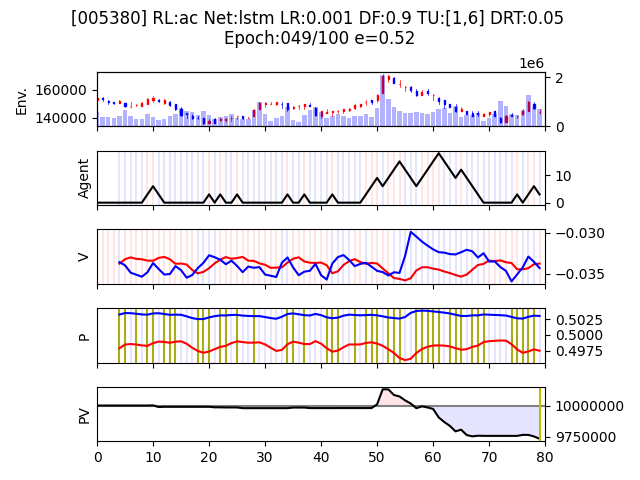 [005380] RL:ac Net:lstm LR:0.001 DF:0.9 TU:[1,6] DRT:0.05
Epoch:049/100 e=0.52
1e6
Env.
160000
140000
2
0
Agent
10
0
V
−0.030
−0.035
P
0.5025
0.5000
0.4975
PV
10000000
9750000
0 10 20 30 40 50 60 70 80